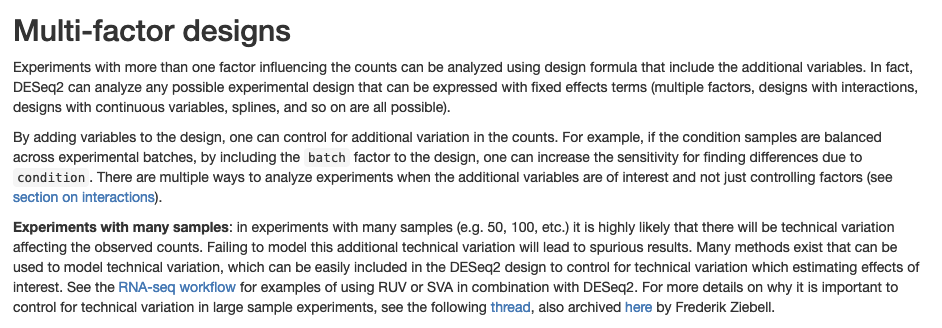 Multi-factor designs
Experiments with more than one factor influencing the counts can be analyzed using design formula that include the additional variables. In fact,
DESeq2 can analyze any possible experimental design that can be expressed with fixed effects terms (multiple factors, designs with interactions,
designs with continuous variables, splines, and so on are all possible).
By adding variables to the design, one can control for additional variation in the counts. For example, if the condition samples are balanced
across experimental batches, by including the batch factor to the design, one can increase the sensitivity for finding differences due to
condition. There are multiple ways to analyze experiments when the additional variables are of interest and not just controlling factors (see
section on interactions).
Experiments with many samples: in experiments with many samples (e.g. 50, 100, etc.) it is highly likely that there will be technical variation
affecting the observed counts. Failing to model this additional technical variation will lead to spurious results. Many methods exist that can be
used to model technical variation, which can be easily included in the DESeq2 design to control for technical variation which estimating effects of
interest. See the RNA-seq workflow for examples of using RUV or SVA in combination with DESeq2. For more details on why it is important to
control for technical variation in large sample experiments, see the following thread, also archived here by Frederik Ziebell.